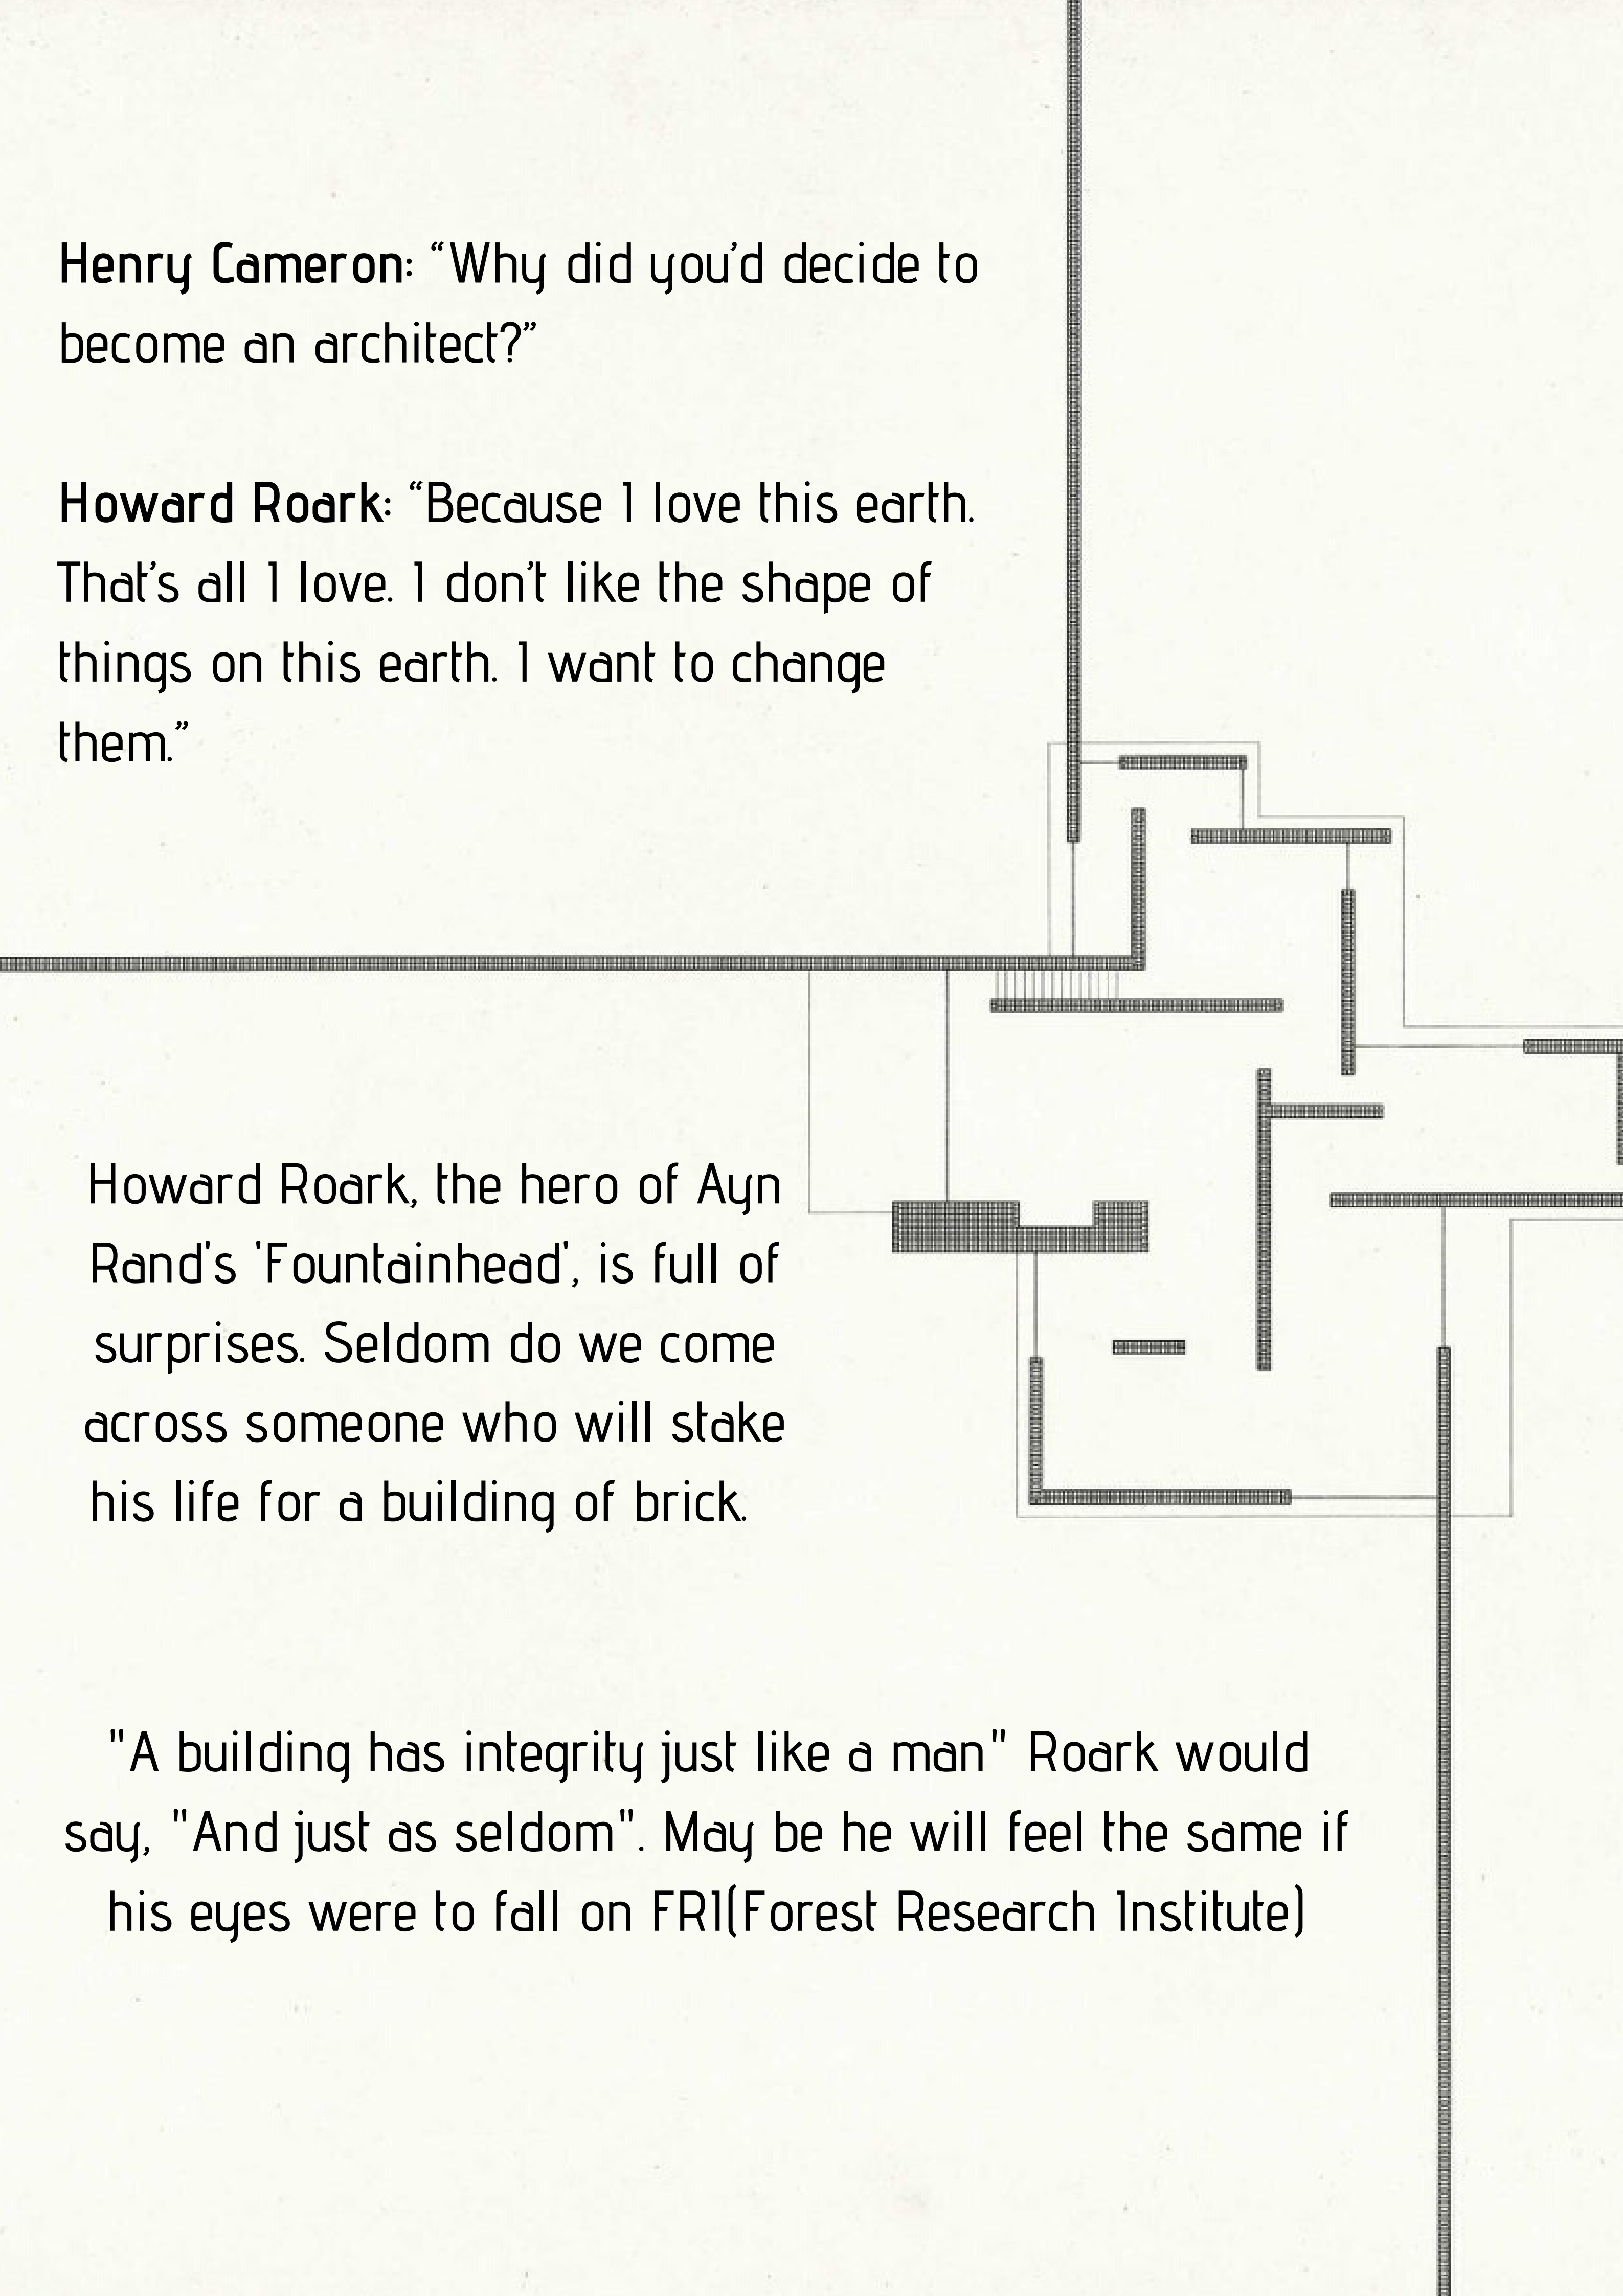 Henry Cameron: “Why did you’d decide to
become an architect?”
Howard Roark: “Because I love this earth.
That’s all I love. I don’t like the shape of
things on this earth. I want to change
them.”
Howard Roark, the hero of Ayn
Rand's 'Fountainhead', is full of
surprises. Seldom do we come
across someone who will stake
his life for a building of brick.
"A building has integrity just like a man" Roark would
say, "And just as seldom". May be he will feel the same if
his eyes were to fall on FRI(Forest Research Institute)